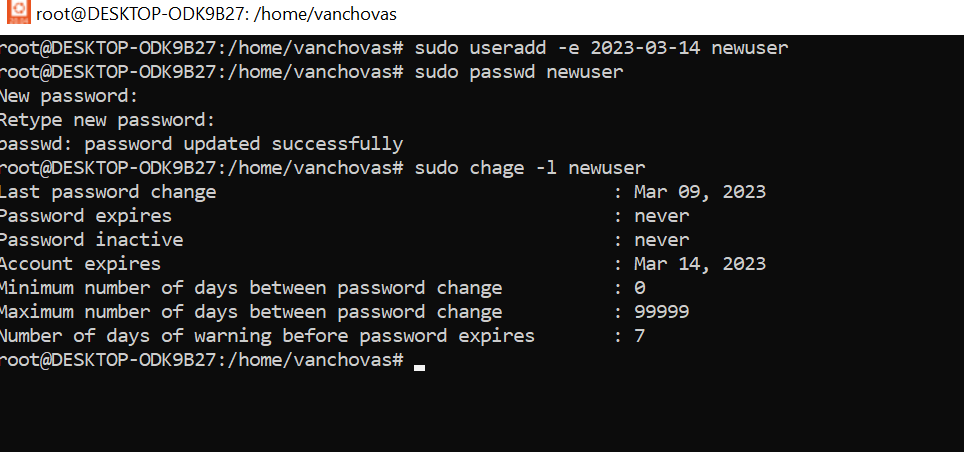 root@DESKTOP-ODK9B27: /home/vanchovas
root@DESKTOP-ODK9B27:/home/vanchovas# sudo useradd -e 2023-03-14 newuser
root@DESKTOP-ODK9B27:/home/vanchovas# sudo passwd newuser
New password:
Retype new password:
passwd: password updated successfully
root@DESKTOP-ODK9B27:/home/vanchovas# sudo chage -l newuser
Last password change : Mar 09, 2023
Password expires : never
Password inactive : never
Account expires : Mar 14, 2023
Minimum number of days between password change : 0
Maximum number of days between password change : 99999
Number of days of warning before password expires : 7
root@DESKTOP-ODK9B27:/home/vanchovas#